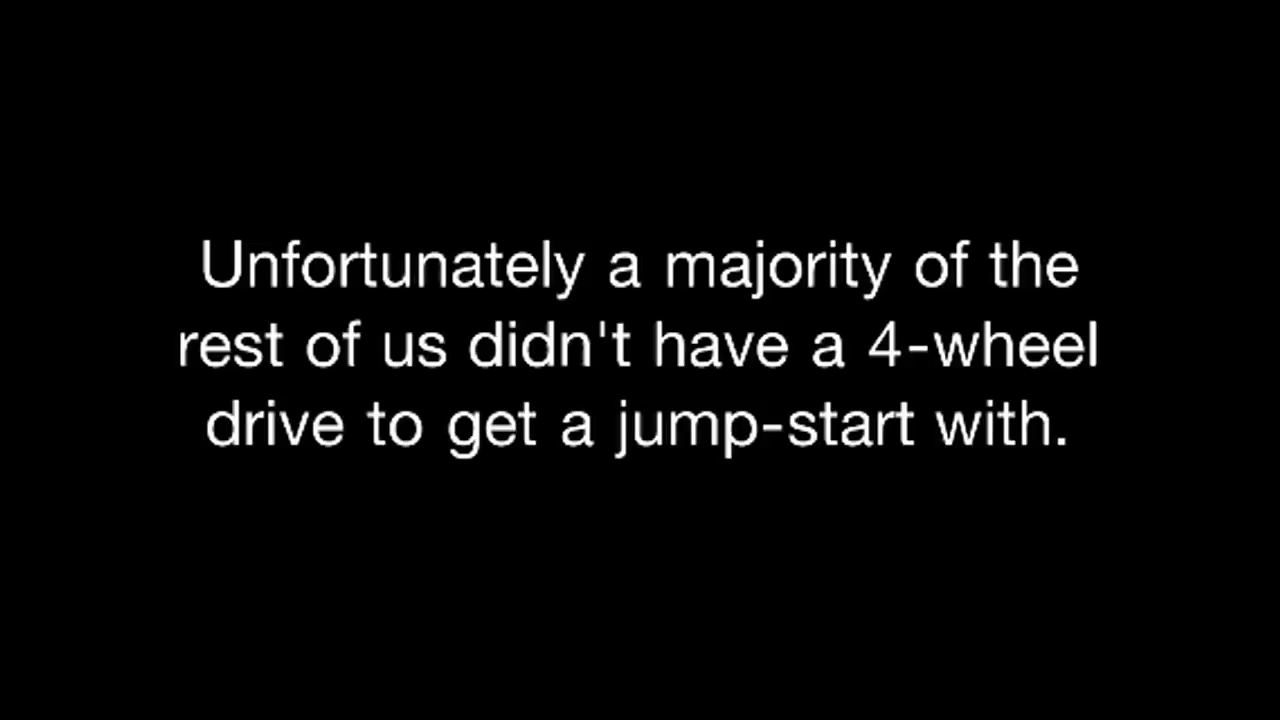 Unfortunately a majority of the
rest of us didn't have a 4-wheel
drive to get a jump-start with.